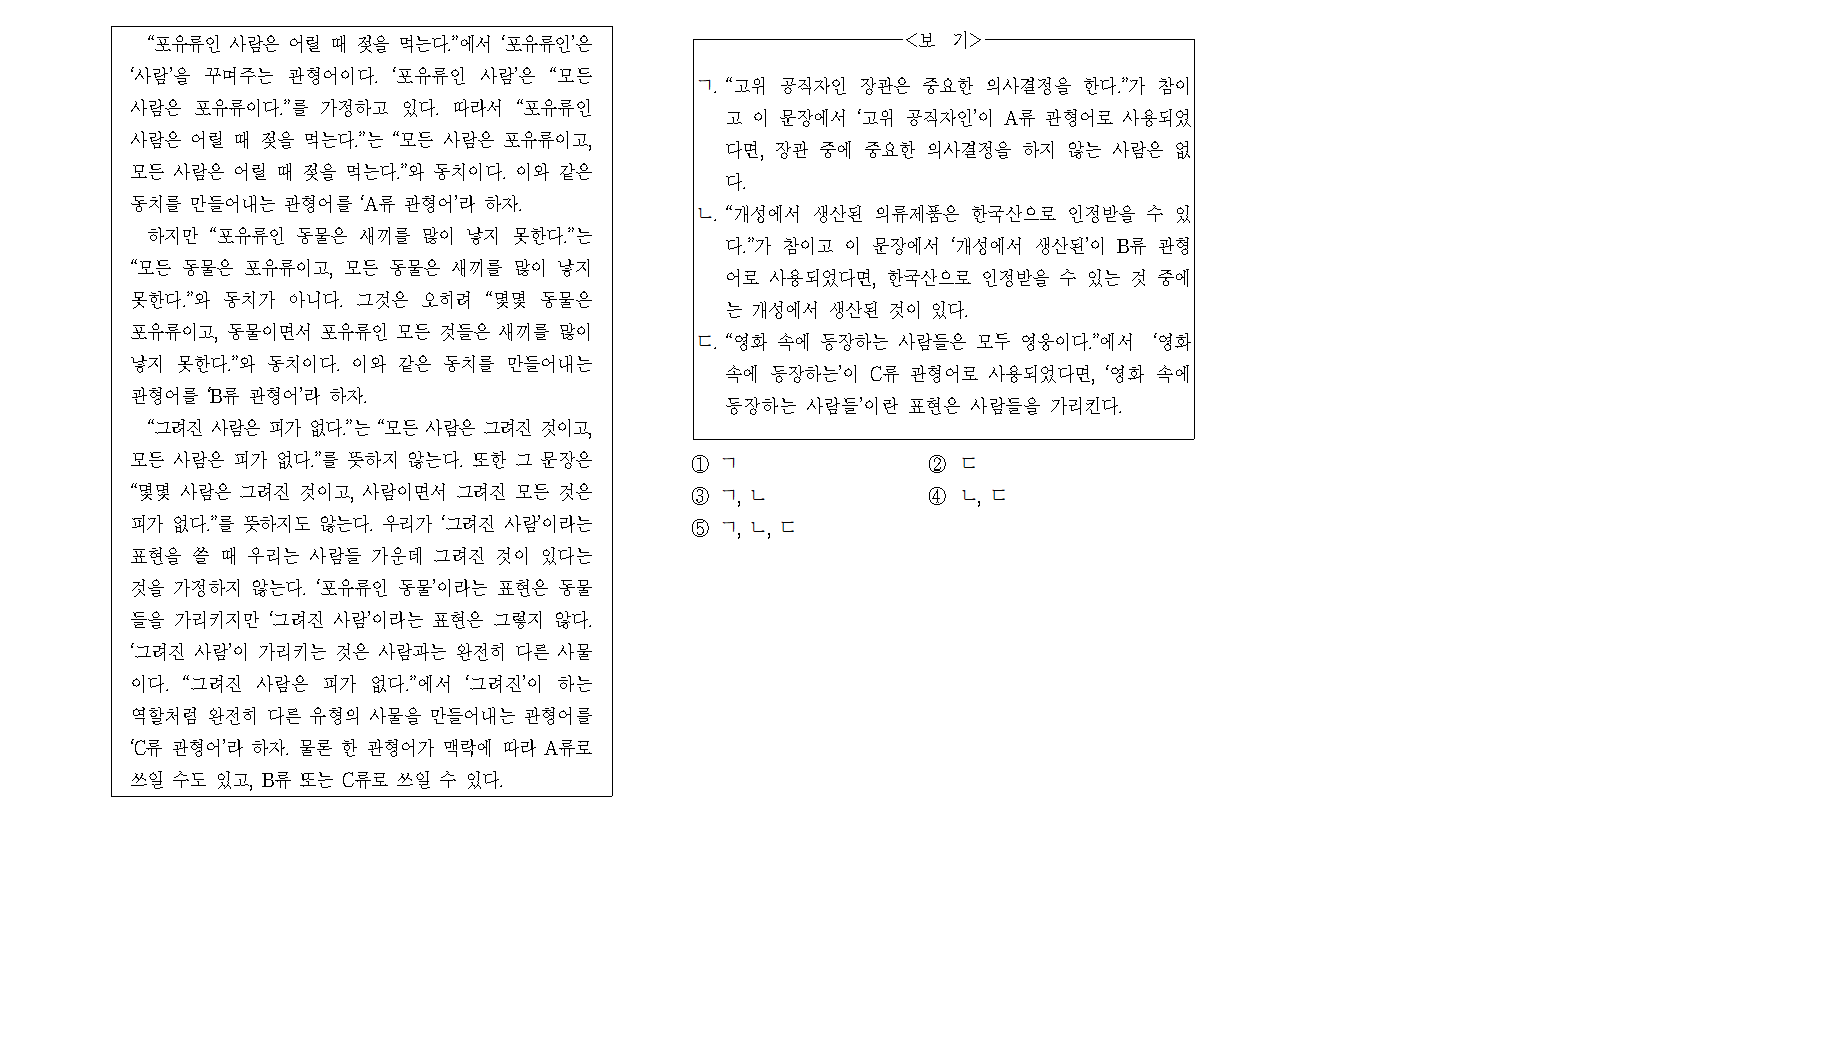 “포유류인 사람은 어릴 때 젖을 먹는다.”에서 ‘포유류인’은
‘사람’을 꾸며주는 관형어이다. ‘포유류인 사람’은 “모든
사람은 포유류이다.”를 가정하고 있다. 따라서 “포유류인
사람은 어릴 때 젖을 먹는다.”는 “모든 사람은 포유류이고,
모든 사람은 어릴 때 젖을 먹는다.”와 동치이다. 이와 같은
동치를 만들어내는 관형어를 ‘A류 관형어’라 하자.
하지만 “포유류인 동물은 새끼를 많이 낳지 못한다.”는
“모든 동물은 포유류이고, 모든 동물은 새끼를 많이 낳지
못한다.”와 동치가 아니다. 그것은 오히려 “몇몇 동물은
포유류이고, 동물이면서 포유류인 모든 것들은 새끼를 많이
낳지 못한다.”와 동치이다. 이와 같은 동치를 만들어내는
관형어를 ‘B류 관형어’라 하자.
“그려진 사람은 피가 없다.”는 “모든 사람은 그려진 것이고,
모든 사람은 피가 없다.”를 뜻하지 않는다. 또한 그 문장은
“몇몇 사람은 그려진 것이고, 사람이면서 그려진 모든 것은
피가 없다.”를 뜻하지도 않는다. 우리가 ‘그려진 사람’이라는
표현을 쓸 때 우리는 사람들 가운데 그려진 것이 있다는
것을 가정하지 않는다. ‘포유류인 동물’이라는 표현은 동물
들을 가리키지만 ‘그려진 사람’이라는 표현은 그렇지 않다.
‘그려진 사람’이 가리키는 것은 사람과는 완전히 다른 사물
이다. “그려진 사람은 피가 없다.”에서 ‘그려진’이 하는
역할처럼 완전히 다른 유형의 사물을 만들어내는 관형어를
‘C류 관형어’라 하자. 물론 한 관형어가 맥락에 따라 A류로
쓰일 수도 있고, B류 또는 C류로 쓰일 수 있다.
<보 기>
ㄱ. “고위 공직자인 장관은 중요한 의사결정을 한다.”가 참이
고 이 문장에서 ‘고위 공직자인’이 A류 관형어로 사용되었
다면, 장관 중에 중요한 의사결정을 하지 않는 사람은 없
다.
ㄴ. “개성에서 생산된 의류제품은 한국산으로 인정받을 수 있
다.”가 참이고 이 문장에서 ‘개성에서 생산된’이 B류 관형
어로 사용되었다면, 한국산으로 인정받을 수 있는 것 중에
는 개성에서 생산된 것이 있다.
ㄷ. “영화 속에 등장하는 사람들은 모두 영웅이다.”에서 ‘영화
속에 등장하는’이 C류 관형어로 사용되었다면, ‘영화 속에
등장하는 사람들’이란 표현은 사람들을 가리킨다.
① ㄱ ② ㄷ
③ ㄱ, ㄴ ④ ㄴ, ㄷ
⑤ ㄱ, ㄴ, ㄷ